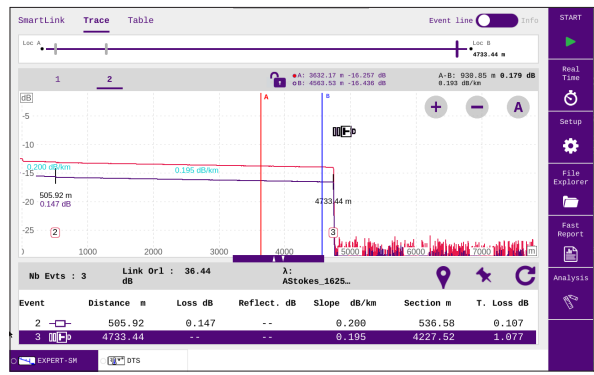 SmartLink Trace Table Event line Info START
Loc A Loc B
4733.44 m
Real
Time
1 2 A: 3632.17 m -16.257 dB A-B: 930.85 m 0.179 dB
B: 4563.53 m -16.436 dB 0.193 dB/km
dB A B + − A
-5
Setup
-10
-15 0.200 dB/km 0.195 dB/km
File
Explorer
505.92 m 4733.44 m
-20 0.147 dB
-25 2 3
Fast
Report
1000 2000 3000 4000 5000 6000 7000 m
Nb Evts : 3 Link Orl : 36.44
dB
λ:
AStokes_1625…
Analysis
Event Distance m Loss dB Reflect. dB Slope dB/km Section m T. Loss dB
2 505.92 0.147 -- 0.200 536.58 0.107
3 4733.44 -- -- 0.195 4227.52 1.077
EXPERT-SM DTS